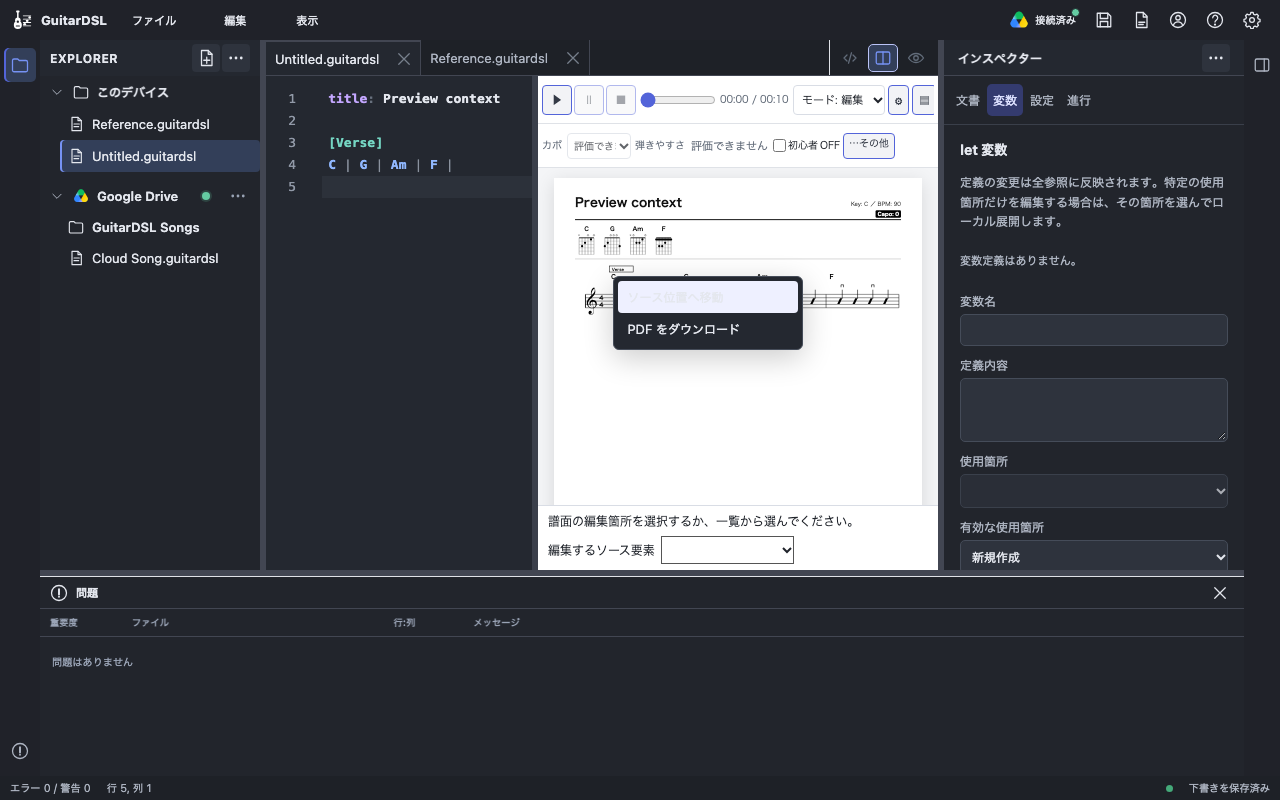 GuitarDSL ファイル 編集 表示 接続済み
EXPLORER
このデバイス
Reference.guitardsl
Untitled.guitardsl
Google Drive
GuitarDSL Songs
Cloud Song.guitardsl
Untitled.guitardsl Reference.guitardsl
1 title: Preview context
2
3 [Verse]
4 C | G | Am | F |
5
00:00 / 00:10 モード: 編集
カポ 評価でき 弾きやすさ 評価できません 初心者 OFF …その他
Preview context
Key: C / BPM: 90
Capo: 0
C G Am F
Verse
F
ソース位置へ移動
PDF をダウンロード
譜面の編集箇所を選択するか、一覧から選んでください。
編集するソース要素
インスペクター
文書 変数 設定 進行
let 変数
定義の変更は全参照に反映されます。特定の使用
箇所だけを編集する場合は、その箇所を選んでロ
ーカル展開します。
変数定義はありません。
変数名
定義内容
使用箇所
有効な使用箇所
新規作成
問題
重要度 ファイル 行:列 メッセージ
問題はありません
エラー 0 / 警告 0 行 5, 列 1 下書きを保存済み